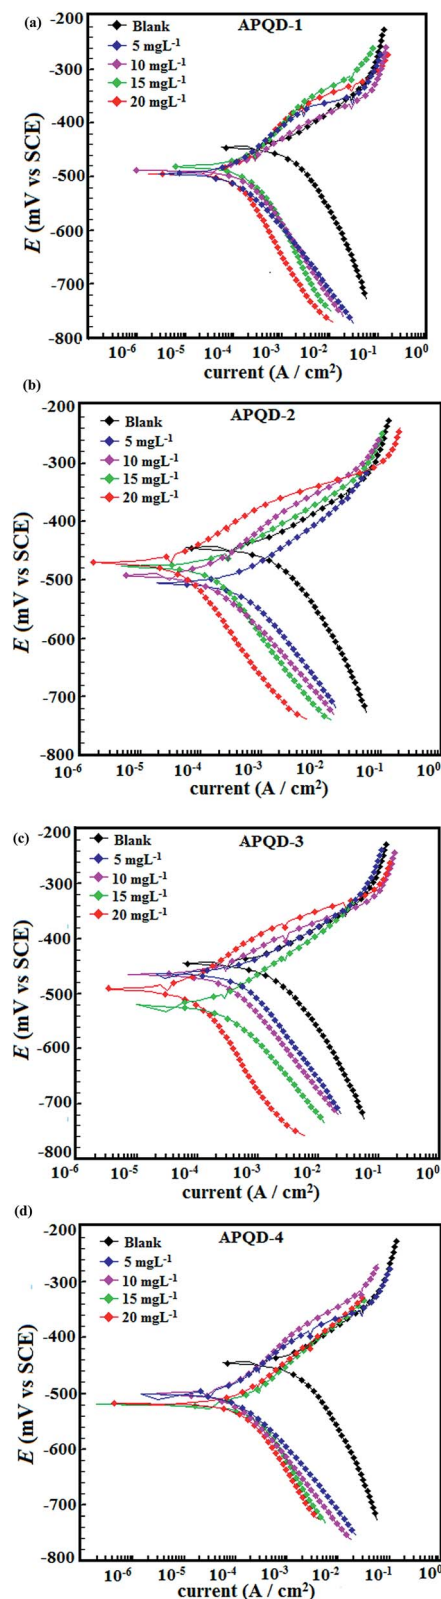 (a)
APQD-1
Blank
5 mgL⁻¹
10 mgL⁻¹
15 mgL⁻¹
20 mgL⁻¹
-200
-300
-400
-500
-600
-700
-800
E (mV vs SCE)
10⁻⁶ 10⁻⁵ 10⁻⁴ 10⁻³ 10⁻² 10⁻¹ 10⁰
current (A / cm²)
(b)
APQD-2
Blank
5 mgL⁻¹
10 mgL⁻¹
15 mgL⁻¹
20 mgL⁻¹
-200
-300
-400
-500
-600
-700
-800
E (mV vs SCE)
10⁻⁶ 10⁻⁵ 10⁻⁴ 10⁻³ 10⁻² 10⁻¹ 10⁰
current (A / cm²)
(c)
APQD-3
Blank
5 mgL⁻¹
10 mgL⁻¹
15 mgL⁻¹
20 mgL⁻¹
-200
-300
-400
-500
-600
-700
-800
E (mV vs SCE)
10⁻⁶ 10⁻⁵ 10⁻⁴ 10⁻³ 10⁻² 10⁻¹ 10⁰
current (A / cm²)
(d)
APQD-4
Blank
5 mgL⁻¹
10 mgL⁻¹
15 mgL⁻¹
20 mgL⁻¹
-200
-300
-400
-500
-600
-700
-800
E (mV vs SCE)
10⁻⁶ 10⁻⁵ 10⁻⁴ 10⁻³ 10⁻² 10⁻¹ 10⁰
current (A / cm²)